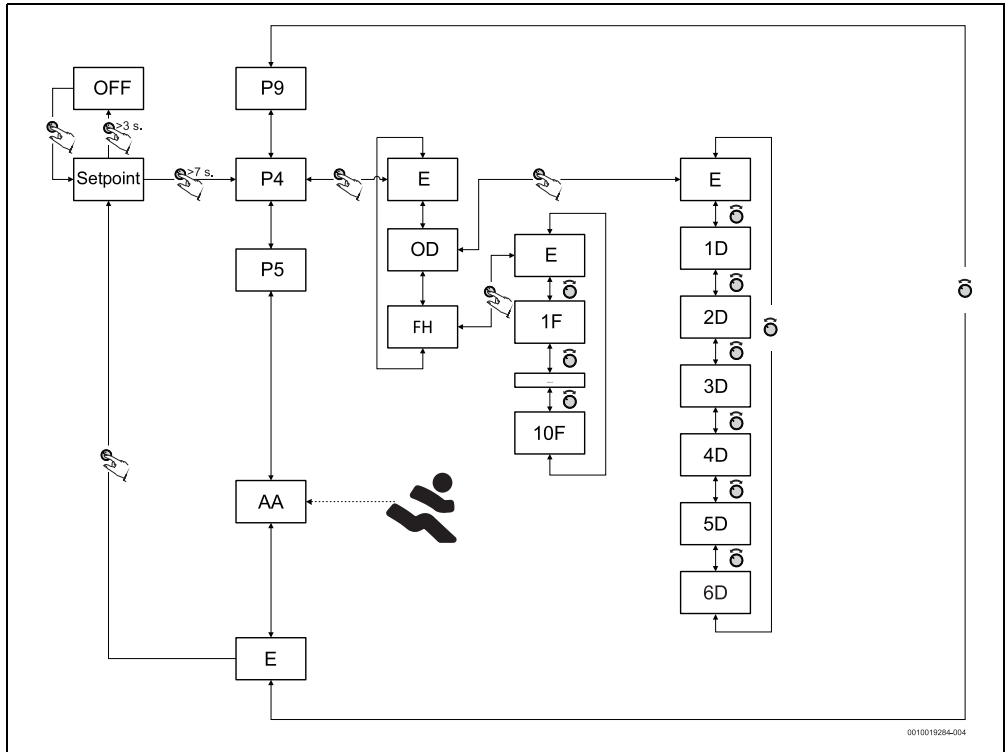 OFF
P9
>3 s.
Setpoint
>7 s.
P4
E
E
OD
1D
P5
E
FH
1F
2D
...
3D
10F
4D
AA
5D
6D
E
0010019284-004